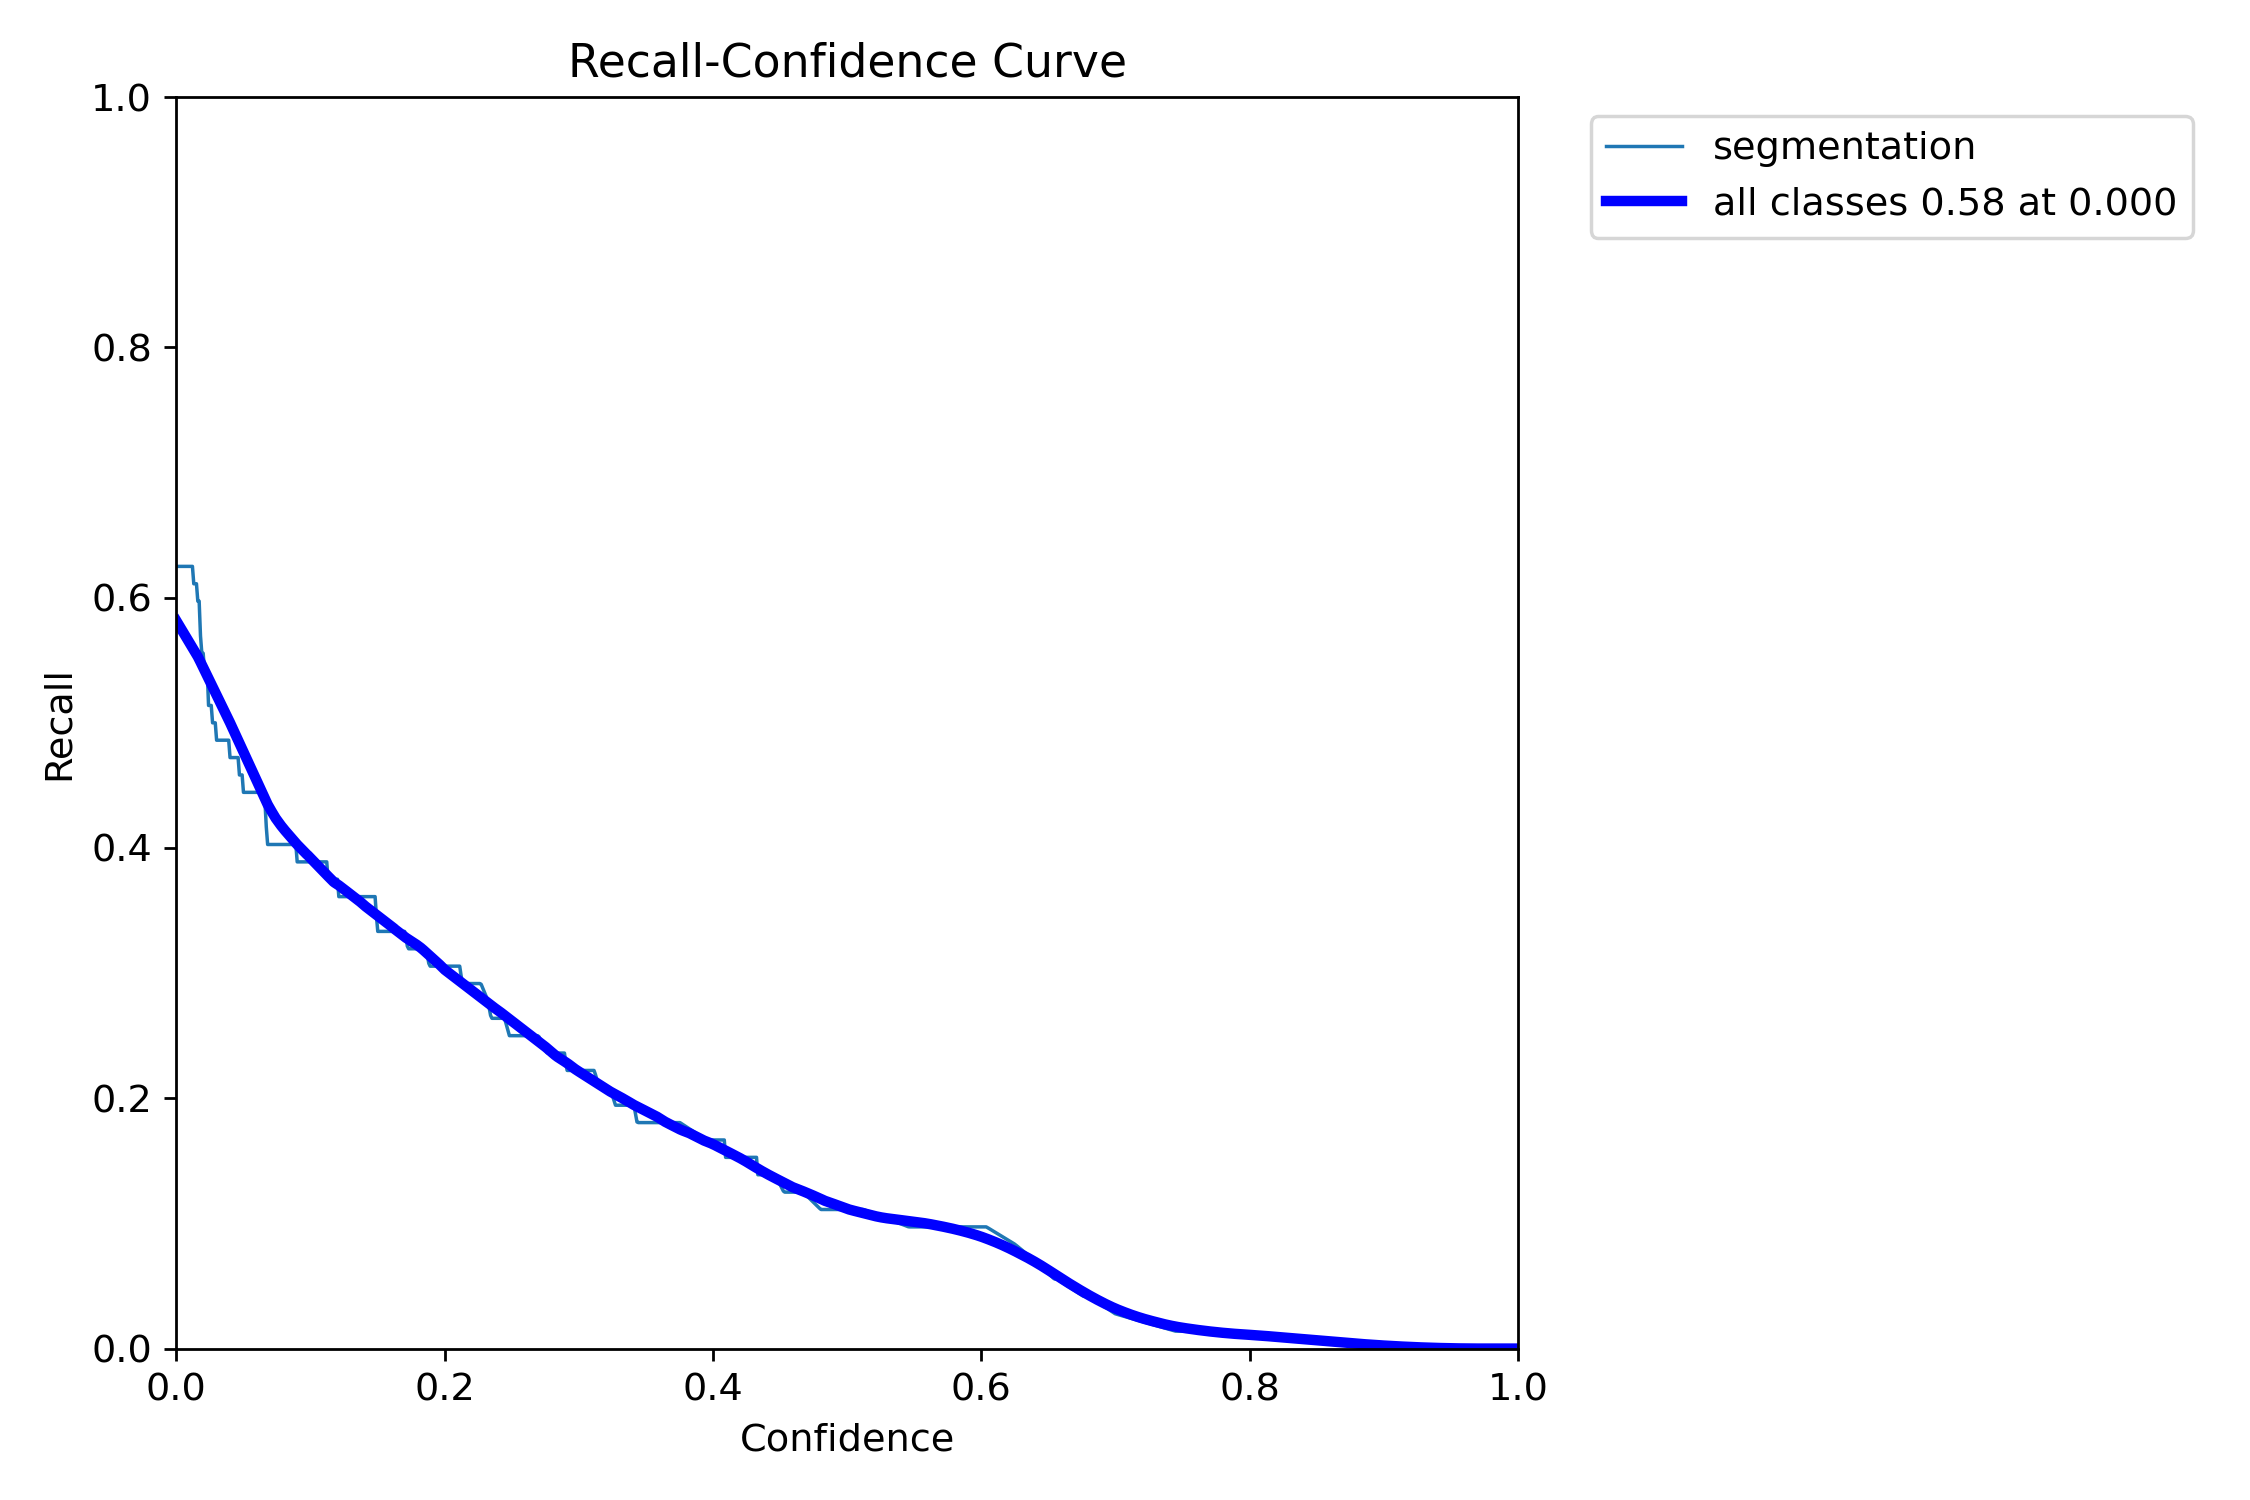 Recall-Confidence Curve
segmentation
all classes 0.58 at 0.000
1.0
0.8
0.6
0.4
0.2
0.0
Recall
0.0 0.2 0.4 0.6 0.8 1.0
Confidence